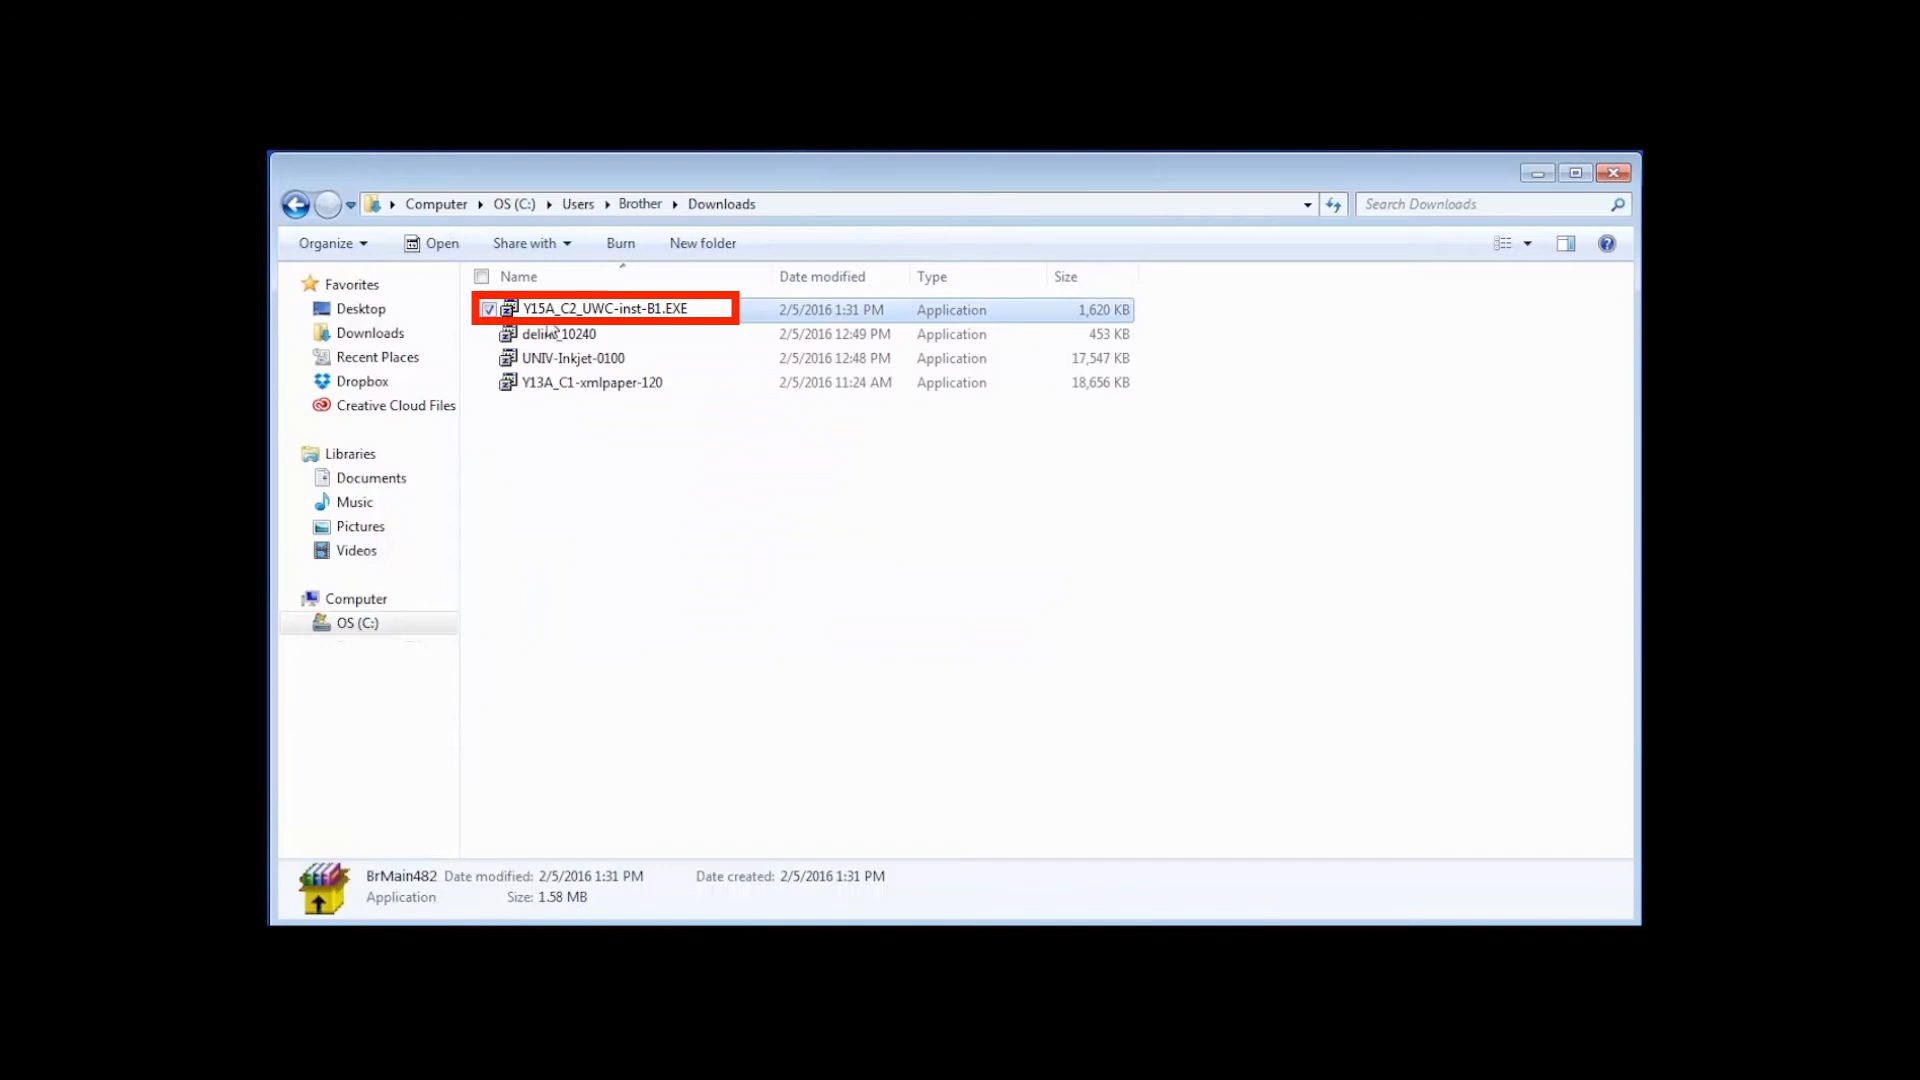 Computer OS (C:) Users Brother Downloads
Search Downloads
Organize Open Share with Burn New folder
Name Date modified Type Size
Favorites
Desktop
Downloads
Recent Places
Dropbox
Creative Cloud Files
Libraries
Documents
Music
Pictures
Videos
Computer
OS (C:)
Y15A_C2_UWC-inst-B1.EXE 2/5/2016 1:31 PM Application 1,620 KB
2/5/2016 12:49 PM Application 453 KB
UNIV-Inkjet-0100 2/5/2016 12:48 PM Application 17,547 KB
Y13A_C1-xmlpaper-120 2/5/2016 11:24 AM Application 18,656 KB
BrMain482 Date modified: 2/5/2016 1:31 PM Date created: 2/5/2016 1:31 PM
Application Size: 1.58 MB